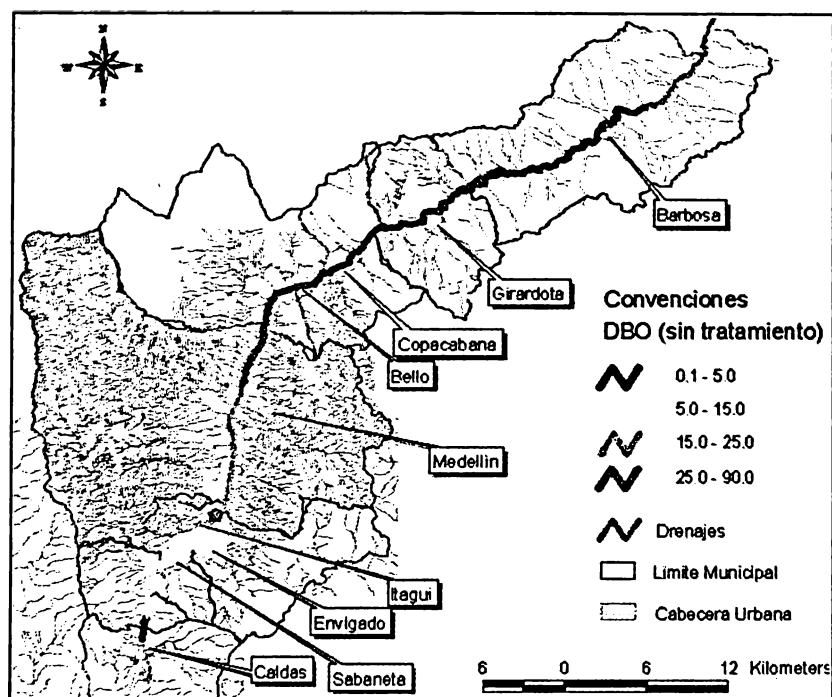 N
W E
S
Barbosa
Girardota
Copacabana
Bello
Medellin
Itagui
Envigado
Sabaneta
Caldas
Convenciones
DBO (sin tratamiento)
0.1 - 5.0
5.0 - 15.0
15.0 - 25.0
25.0 - 90.0
Drenajes
Límite Municipal
Cabecera Urbana
6 0 6 12 Kilometers